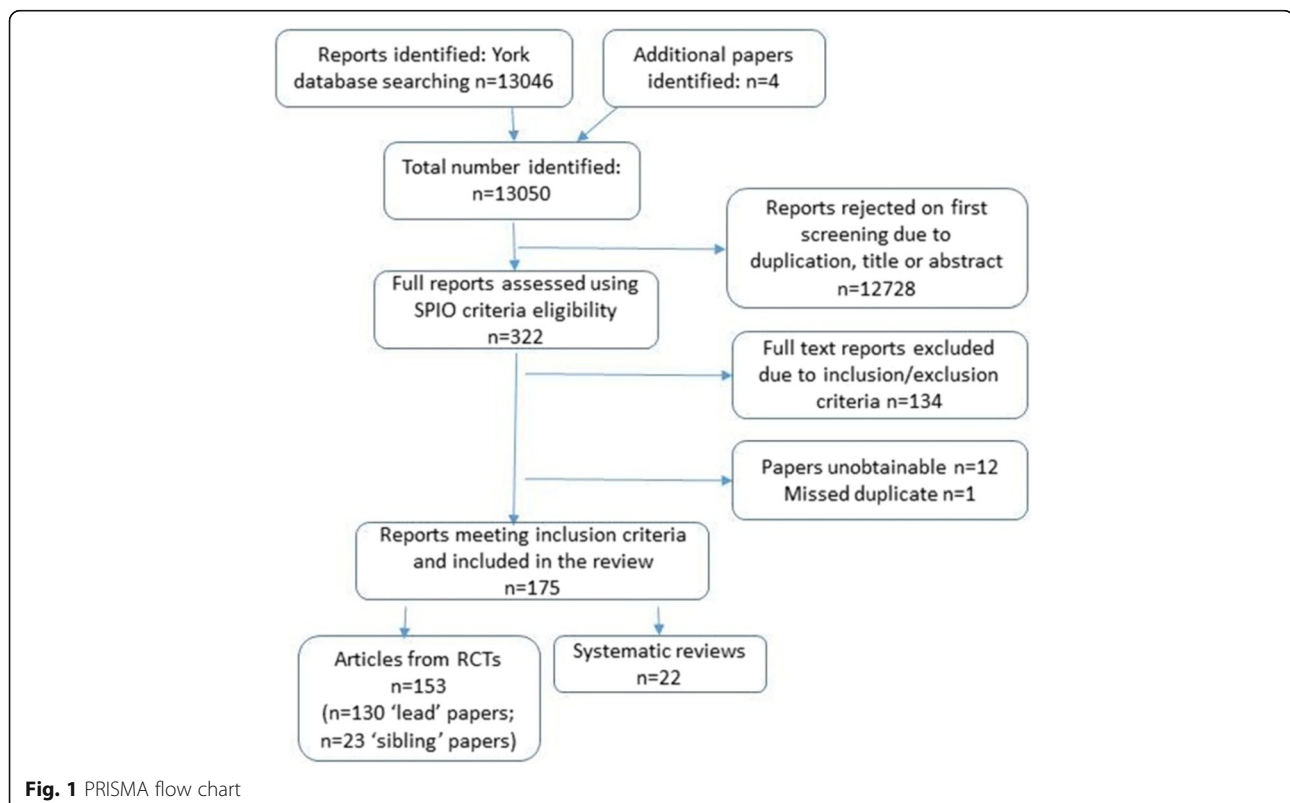 Reports identified: York
database searching n=13046
Additional papers
identified: n=4
Total number identified:
n=13050
Reports rejected on first
screening due to
duplication, title or abstract
n=12728
Full reports assessed using
SPIO criteria eligibility
n=322
Full text reports excluded
due to inclusion/exclusion
criteria n=134
Papers unobtainable n=12
Missed duplicate n=1
Reports meeting inclusion criteria
and included in the review
n=175
Articles from RCTs
n=153
(n=130 ‘lead’ papers;
n=23 ‘sibling’ papers)
Systematic reviews
n=22
Fig. 1 PRISMA flow chart